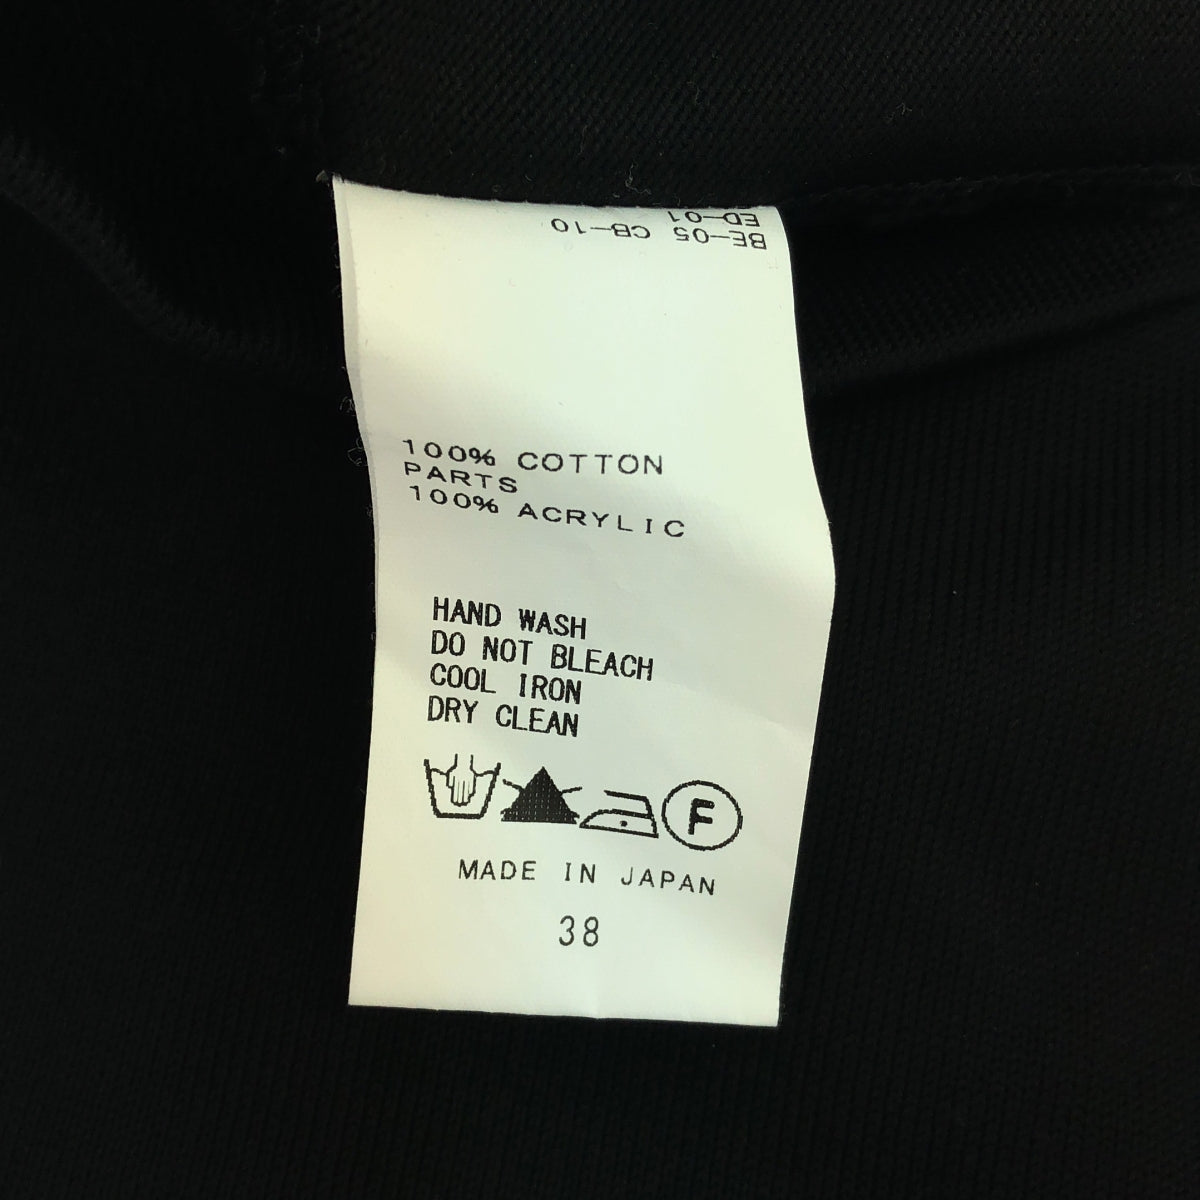 BE-05 CB-10
ED-01
100% COTTON
PARTS
100% ACRYLIC
HAND WASH
DO NOT BLEACH
COOL IRON
DRY CLEAN
F
MADE IN JAPAN
38